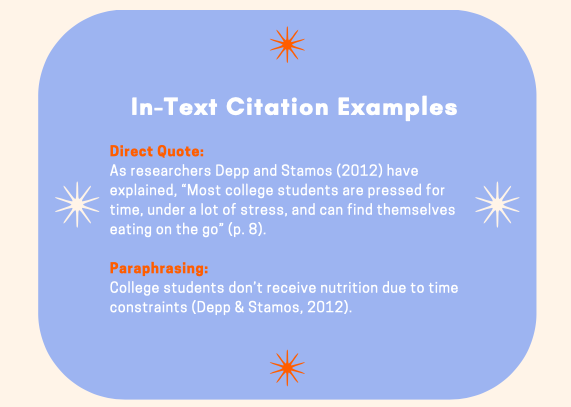 In-Text Citation Examples
Direct Quote:
As researchers Depp and Stamos (2012) have
explained, "Most college students are pressed for
time, under a lot of stress, and can find themselves
eating on the go" (p. 8).
Paraphrasing:
College students don't receive nutrition due to time
constraints (Depp & Stamos, 2012).